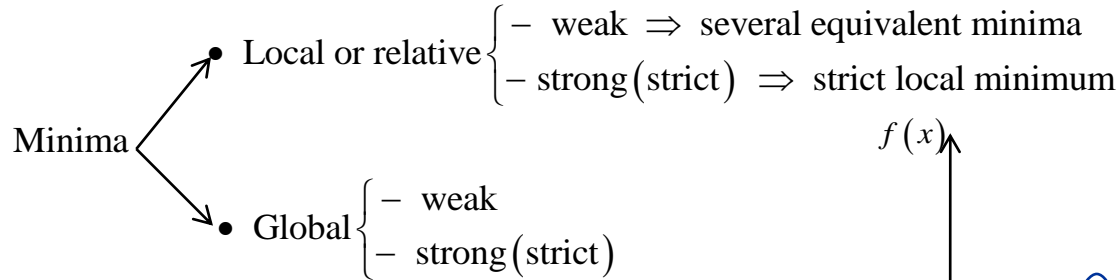 – weak ⇒ several equivalent minima
• Local or relative
– strong(strict) ⇒ strict local minimum
Minima
f(x)
– weak
• Global
– strong(strict)